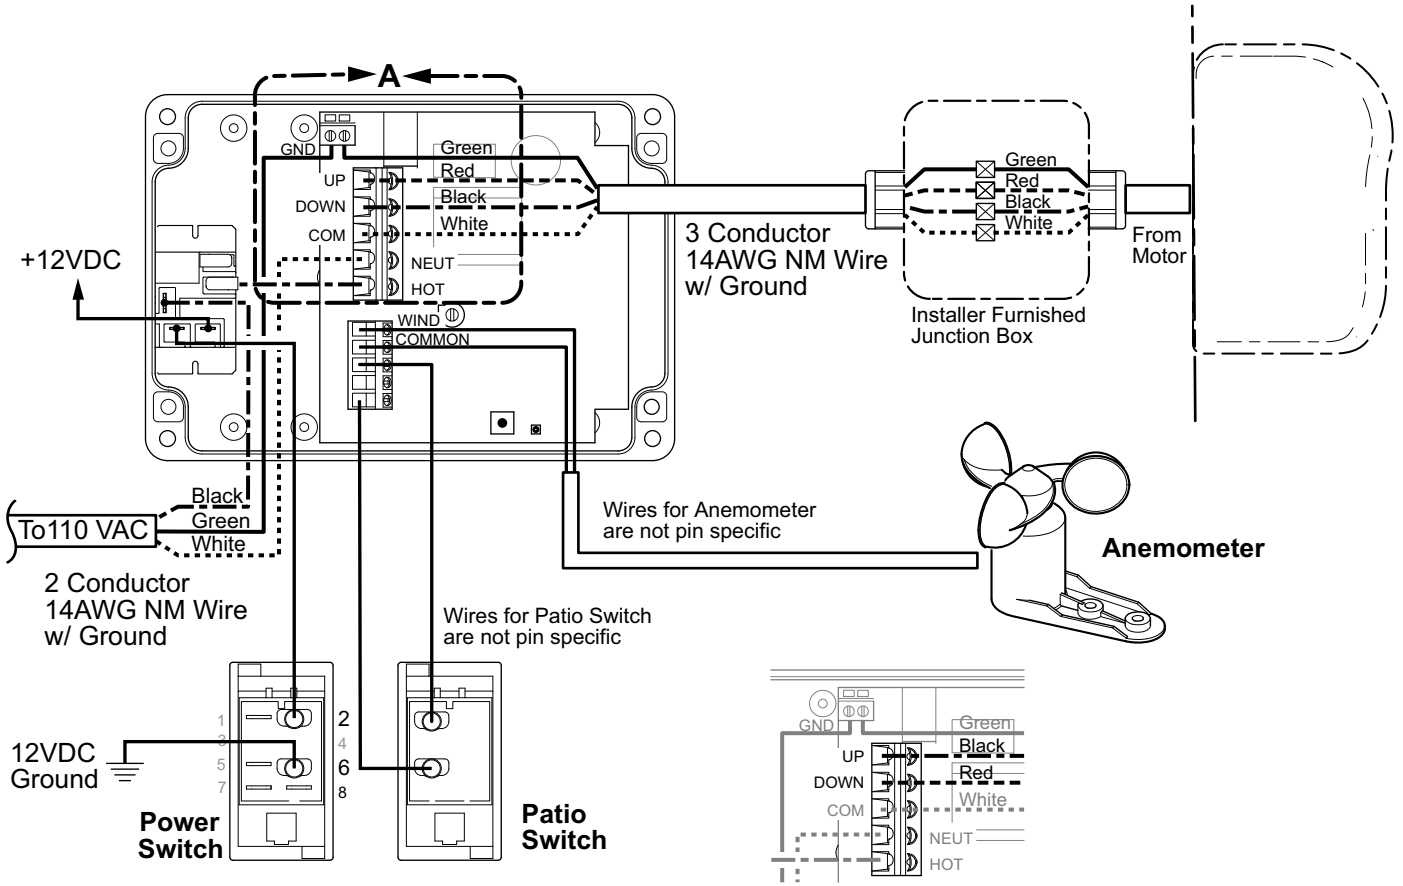 A
GND
Green
UP
Red
DOWN
Black
COM
White
NEUT
HOT
+12VDC
WIND
COMMON
3 Conductor
14AWG NM Wire
w/ Ground
Green
Red
Black
White
From
Motor
Installer Furnished
Junction Box
Black
To110 VAC
Green
White
2 Conductor
14AWG NM Wire
w/ Ground
Wires for Anemometer
are not pin specific
Anemometer
Wires for Patio Switch
are not pin specific
1
2
3
4
5
6
7
8
12VDC
Ground
Power
Switch
Patio
Switch
GND
Green
UP
Black
DOWN
Red
COM
White
NEUT
HOT